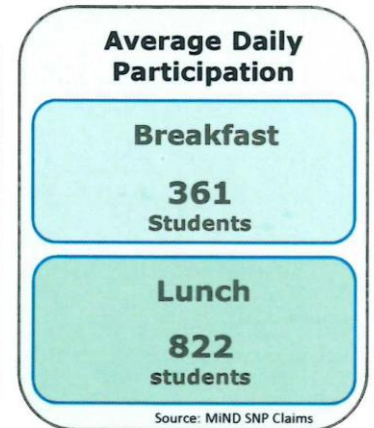 Average Daily
Participation
Breakfast
361
Students
Lunch
822
students
Source: MiND SNP Claims